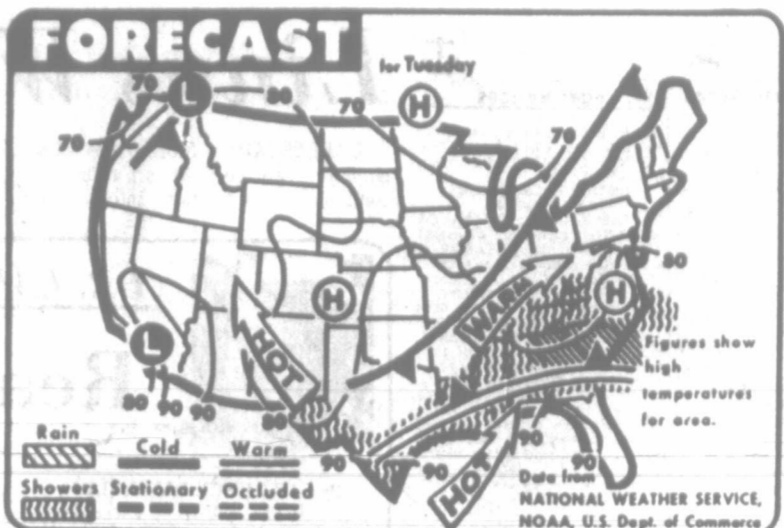 FORECAST
for Tuesday
70
L
80
70
H
70
70
80
H
H
WARM
HOT
L
Figures show
high
temperatures
for area.
80 90 90
80
90
90
90
90
HOT
Rain
Cold
Warm
Showers
Stationary
Occluded
Data from
NATIONAL WEATHER SERVICE,
NOAA, U.S. Dept. of Commerce